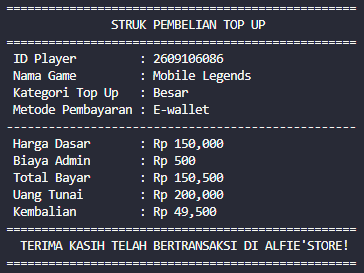 ==================================================
STRUK PEMBELIAN TOP UP
==================================================
ID Player : 2609106086
Nama Game : Mobile Legends
Kategori Top Up : Besar
Metode Pembayaran : E-wallet
--------------------------------------------------
Harga Dasar : Rp 150,000
Biaya Admin : Rp 500
Total Bayar : Rp 150,500
Uang Tunai : Rp 200,000
Kembalian : Rp 49,500
==================================================
TERIMA KASIH TELAH BERTRANSAKSI DI ALFIE'STORE!
==================================================